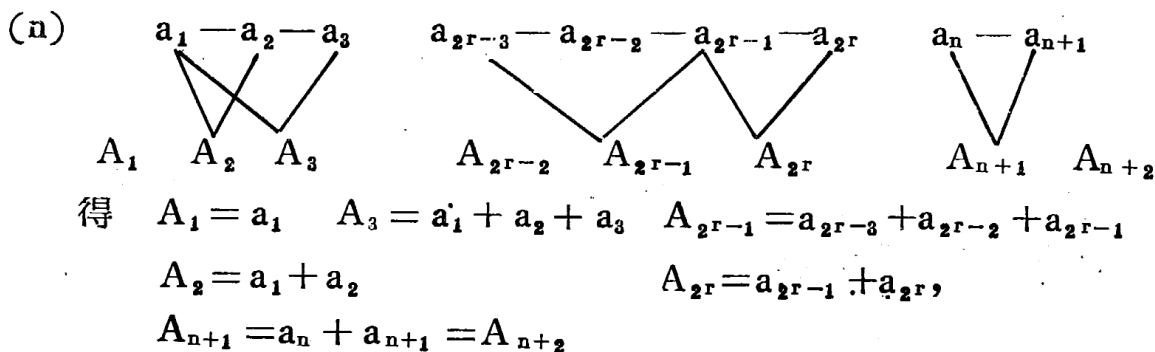 (n) a₁ — a₂ — a₃ a₂ᵣ₋₃ — a₂ᵣ₋₂ — a₂ᵣ₋₁ — a₂ᵣ aₙ — aₙ₊₁
A₁ A₂ A₃ A₂ᵣ₋₂ A₂ᵣ₋₁ A₂ᵣ Aₙ₊₁ Aₙ₊₂
得 A₁ = a₁ A₃ = a₁ + a₂ + a₃ A₂ᵣ₋₁ = a₂ᵣ₋₃ + a₂ᵣ₋₂ + a₂ᵣ₋₁
A₂ = a₁ + a₂ A₂ᵣ = a₂ᵣ₋₁ + a₂ᵣ,
Aₙ₊₁ = aₙ + aₙ₊₁ = Aₙ₊₂